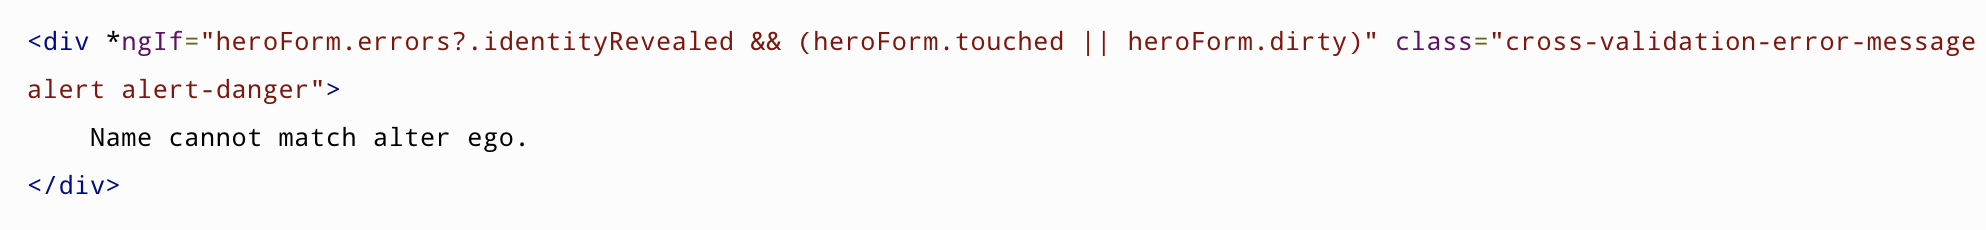 <div *ngIf="heroForm.errors?.identityRevealed && (heroForm.touched || heroForm.dirty)" class="cross-validation-error-message
alert alert-danger">
    Name cannot match alter ego.
</div>